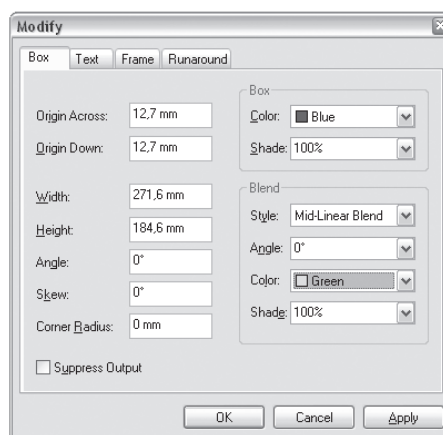 Modify
Box Text Frame Runaround
Origin Across: 12,7 mm
Origin Down: 12,7 mm
Width: 271,6 mm
Height: 184,6 mm
Angle: 0°
Skew: 0°
Corner Radius: 0 mm
Suppress Output
Box
Color: Blue
Shade: 100%
Blend
Style: Mid-Linear Blend
Angle: 0°
Color: Green
Shade: 100%
OK Cancel Apply